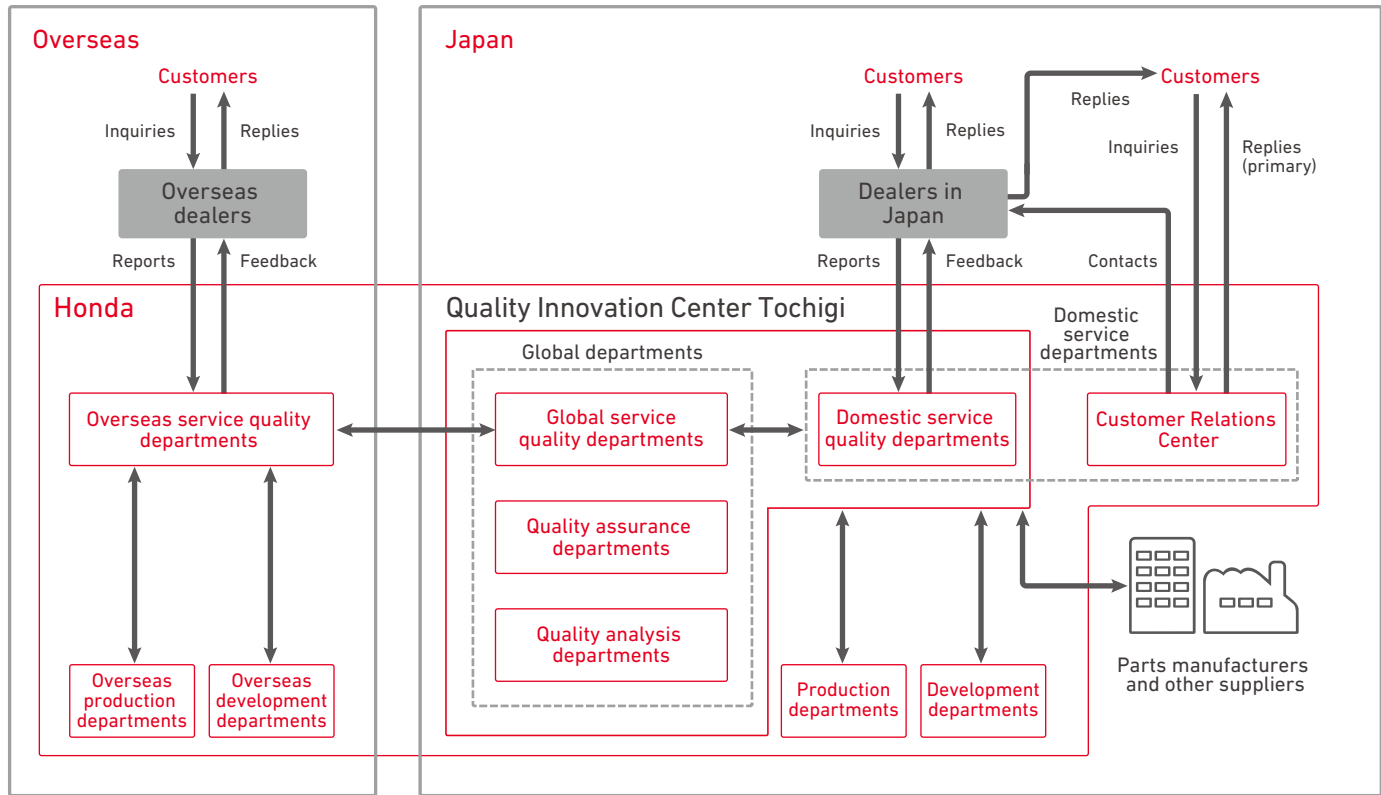 Overseas
Customers
Inquiries
Replies
Overseas
dealers
Reports
Feedback
Japan
Customers
Inquiries
Replies
Dealers in
Japan
Reports
Feedback
Replies
Customers
Inquiries
Replies
(primary)
Contacts
Honda
Quality Innovation Center Tochigi
Global departments
Domestic
service
departments
Overseas service quality
departments
Global service
quality departments
Domestic service
quality departments
Customer Relations
Center
Quality assurance
departments
Quality analysis
departments
Overseas
production
departments
Overseas
development
departments
Production
departments
Development
departments
Parts manufacturers
and other suppliers